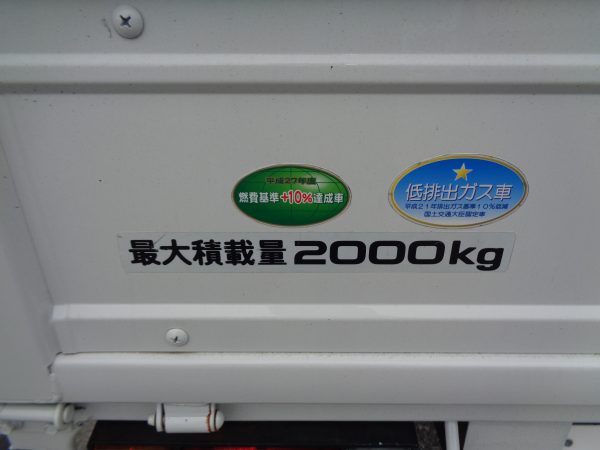 平成27年度
燃費基準+10%達成車
低排出ガス車
平成21年排出ガス基準10%低減
国土交通大臣認定車
最大積載量 2000kg